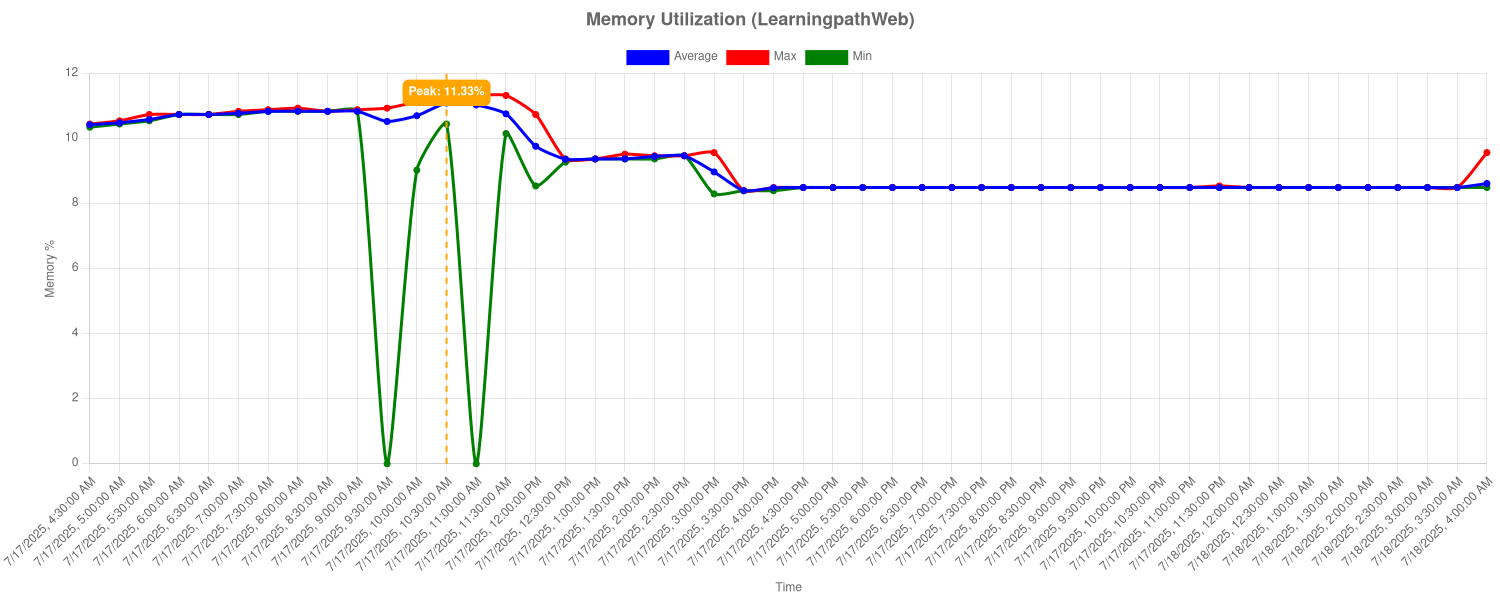 Memory Utilization (LearningpathWeb)
Average Max Min
Peak: 11.33%
12
10
8
6
4
2
0
Memory %
7/17/2025, 4:30:00 AM
7/17/2025, 5:00:00 AM
7/17/2025, 5:30:00 AM
7/17/2025, 6:00:00 AM
7/17/2025, 6:30:00 AM
7/17/2025, 7:00:00 AM
7/17/2025, 7:30:00 AM
7/17/2025, 8:00:00 AM
7/17/2025, 8:30:00 AM
7/17/2025, 9:00:00 AM
7/17/2025, 9:30:00 AM
7/17/2025, 10:00:00 AM
7/17/2025, 10:30:00 AM
7/17/2025, 11:00:00 AM
7/17/2025, 11:30:00 AM
7/17/2025, 12:00:00 PM
7/17/2025, 12:30:00 PM
7/17/2025, 1:00:00 PM
7/17/2025, 1:30:00 PM
7/17/2025, 2:00:00 PM
7/17/2025, 2:30:00 PM
7/17/2025, 3:00:00 PM
7/17/2025, 3:30:00 PM
7/17/2025, 4:00:00 PM
7/17/2025, 4:30:00 PM
7/17/2025, 5:00:00 PM
7/17/2025, 5:30:00 PM
7/17/2025, 6:00:00 PM
7/17/2025, 6:30:00 PM
7/17/2025, 7:00:00 PM
7/17/2025, 7:30:00 PM
7/17/2025, 8:00:00 PM
7/17/2025, 8:30:00 PM
7/17/2025, 9:00:00 PM
7/17/2025, 9:30:00 PM
7/17/2025, 10:00:00 PM
7/17/2025, 10:30:00 PM
7/17/2025, 11:00:00 PM
7/17/2025, 11:30:00 PM
7/18/2025, 12:00:00 AM
7/18/2025, 12:30:00 AM
7/18/2025, 1:00:00 AM
7/18/2025, 1:30:00 AM
7/18/2025, 2:00:00 AM
7/18/2025, 2:30:00 AM
7/18/2025, 3:00:00 AM
7/18/2025, 3:30:00 AM
7/18/2025, 4:00:00 AM
Time